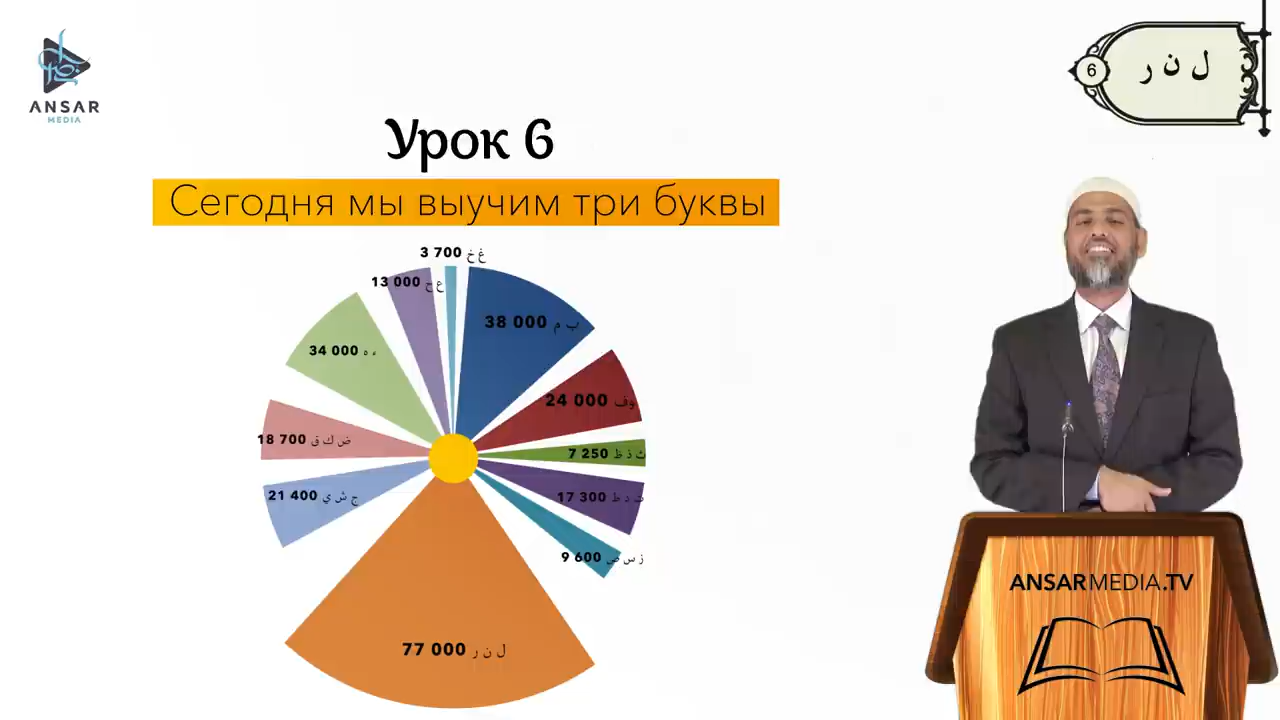 ANSAR
MEDIA
6
ل ن ر
Урок 6
Сегодня мы выучим три буквы
3 700 غ خ
13 000 ع ح
38 000 ب م
34 000 ء ه
24 000 و ف
18 700 ض ك ق
7 250 ث ذ ظ
21 400 ج ش ي
17 300 ت د ط
9 600 ز س ص
77 000 ل ن ر
ANSARMEDIA.TV